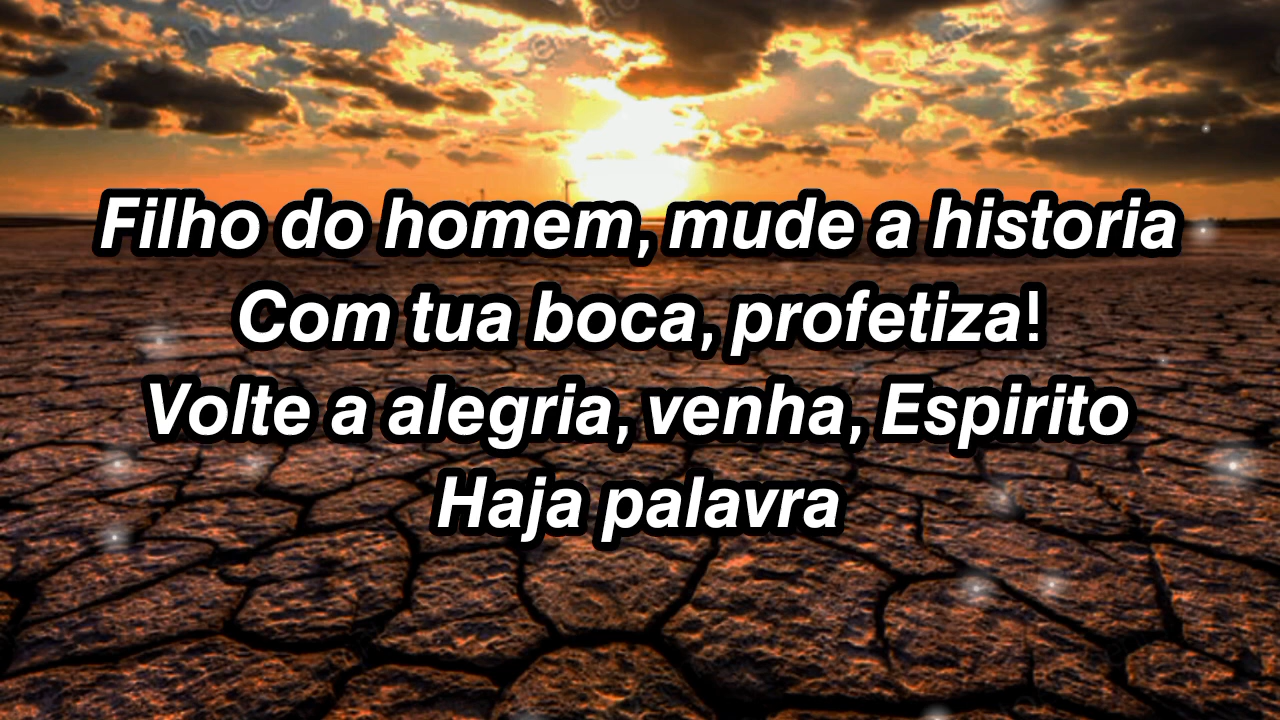 Filho do homem, mude a historia
Com tua boca, profetiza!
Volte a alegria, venha, Espirito
Haja palavra